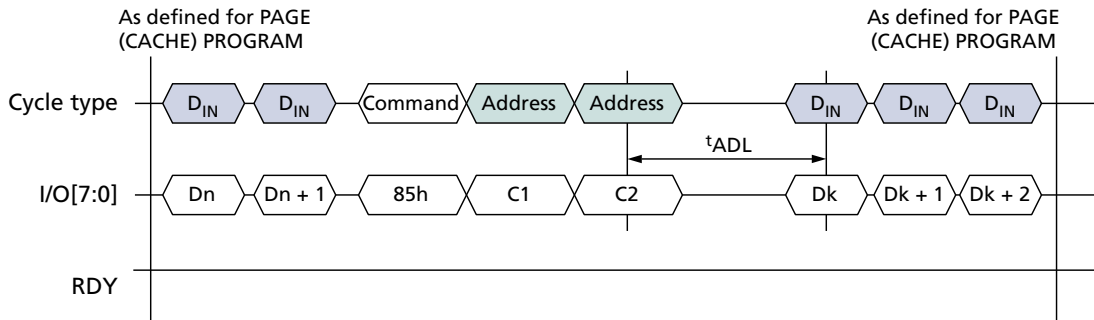 As defined for PAGE
(CACHE) PROGRAM
As defined for PAGE
(CACHE) PROGRAM
Cycle type DIN DIN Command Address Address DIN DIN DIN
tADL
I/O[7:0] Dn Dn + 1 85h C1 C2 Dk Dk + 1 Dk + 2
RDY